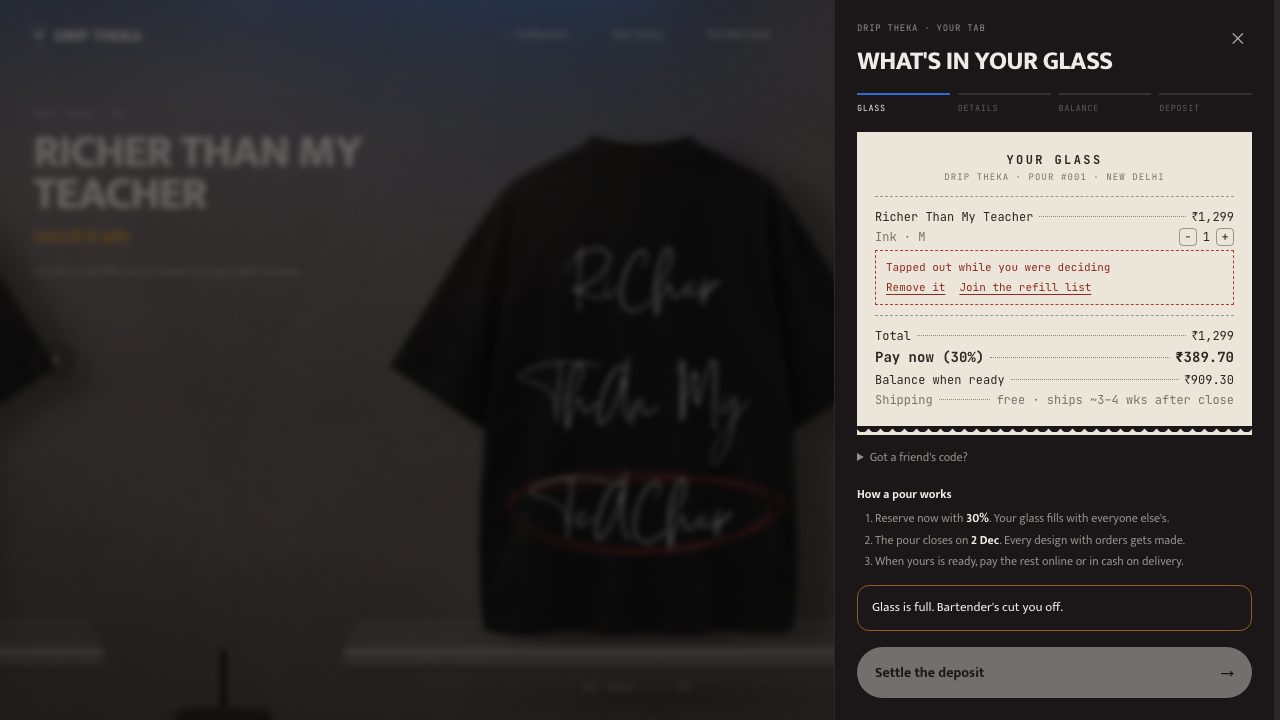 DRIP THEKA
RICHER THAN MY
TEACHER
RiCher
ThAn My
TeACher
DRIP THEKA · YOUR TAB
WHAT'S IN YOUR GLASS
GLASS DETAILS BALANCE DEPOSIT
YOUR GLASS
DRIP THEKA · POUR #001 · NEW DELHI
Richer Than My Teacher ₹1,299
Ink · M - 1 +
Tapped out while you were deciding
Remove it Join the refill list
Total ₹1,299
Pay now (30%) ₹389.70
Balance when ready ₹909.30
Shipping free · ships ~3–4 wks after close
Got a friend's code?
How a pour works
1. Reserve now with 30%. Your glass fills with everyone else's.
2. The pour closes on 2 Dec. Every design with orders gets made.
3. When yours is ready, pay the rest online or in cash on delivery.
Glass is full. Bartender's cut you off.
Settle the deposit →